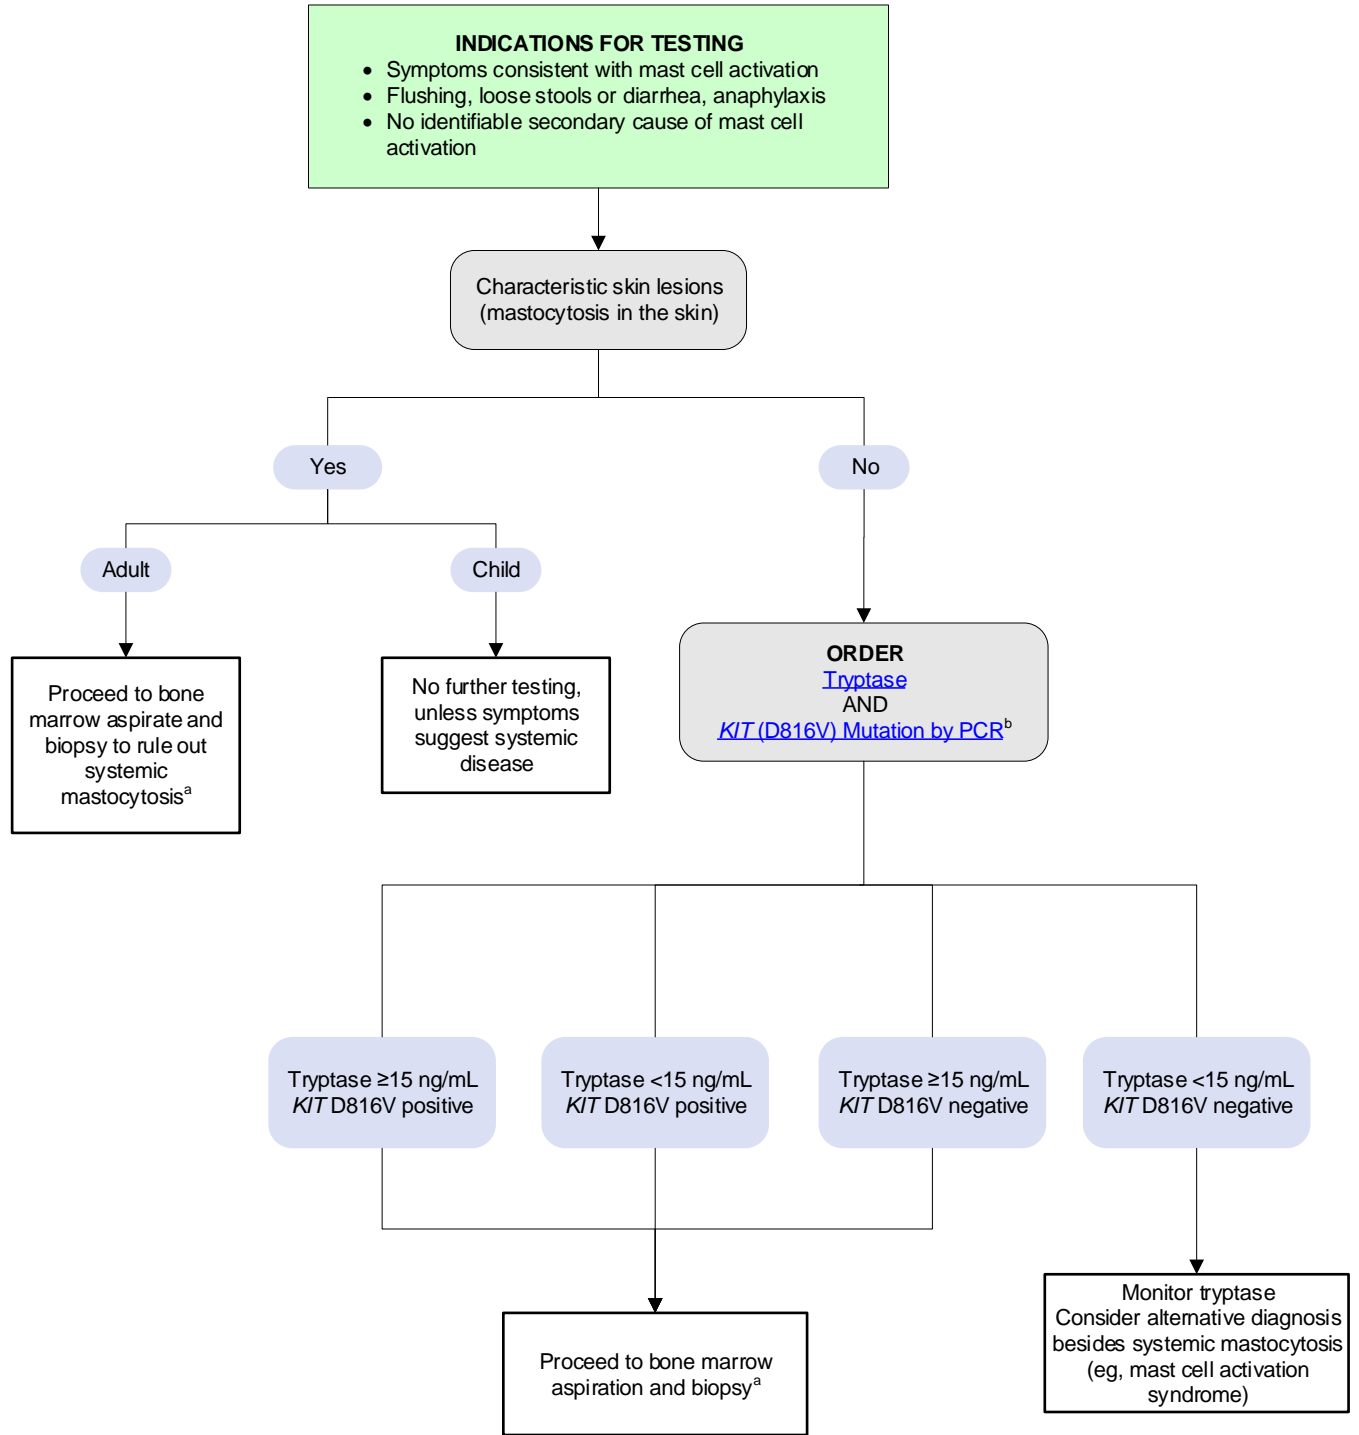 INDICATIONS FOR TESTING
• Symptoms consistent with mast cell activation
• Flushing, loose stools or diarrhea, anaphylaxis
• No identifiable secondary cause of mast cell
activation
Characteristic skin lesions
(mastocytosis in the skin)
Yes
No
Adult
Child
Proceed to bone
marrow aspirate and
biopsy to rule out
systemic
mastocytosisᵃ
No further testing,
unless symptoms
suggest systemic
disease
ORDER
Tryptase
AND
KIT (D816V) Mutation by PCRᵇ
Tryptase ≥15 ng/mL
KIT D816V positive
Tryptase <15 ng/mL
KIT D816V positive
Tryptase ≥15 ng/mL
KIT D816V negative
Tryptase <15 ng/mL
KIT D816V negative
Proceed to bone marrow
aspiration and biopsyᵃ
Monitor tryptase
Consider alternative diagnosis
besides systemic mastocytosis
(eg, mast cell activation
syndrome)